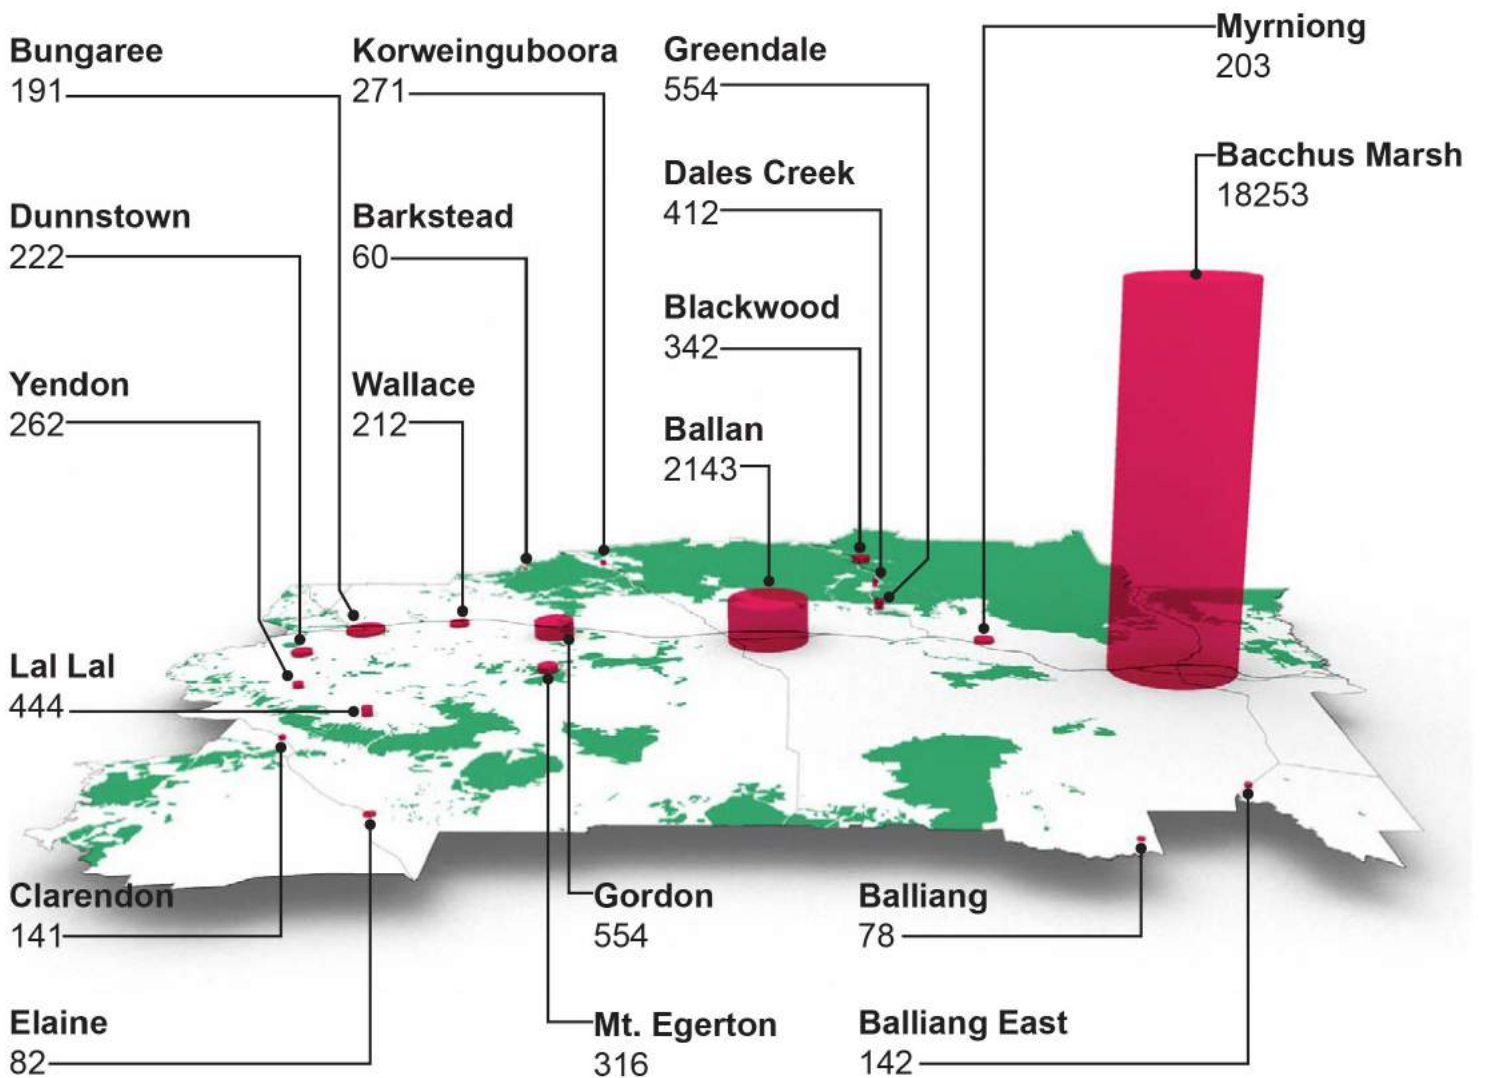 Bungaree
191
Korweinguboora
271
Greendale
554
Myrniong
203
Dales Creek
412
Bacchus Marsh
18253
Dunnstown
222
Barkstead
60
Blackwood
342
Yendon
262
Wallace
212
Ballan
2143
Lal Lal
444
Clarendon
141
Gordon
554
Balliang
78
Elaine
82
Mt. Egerton
316
Balliang East
142